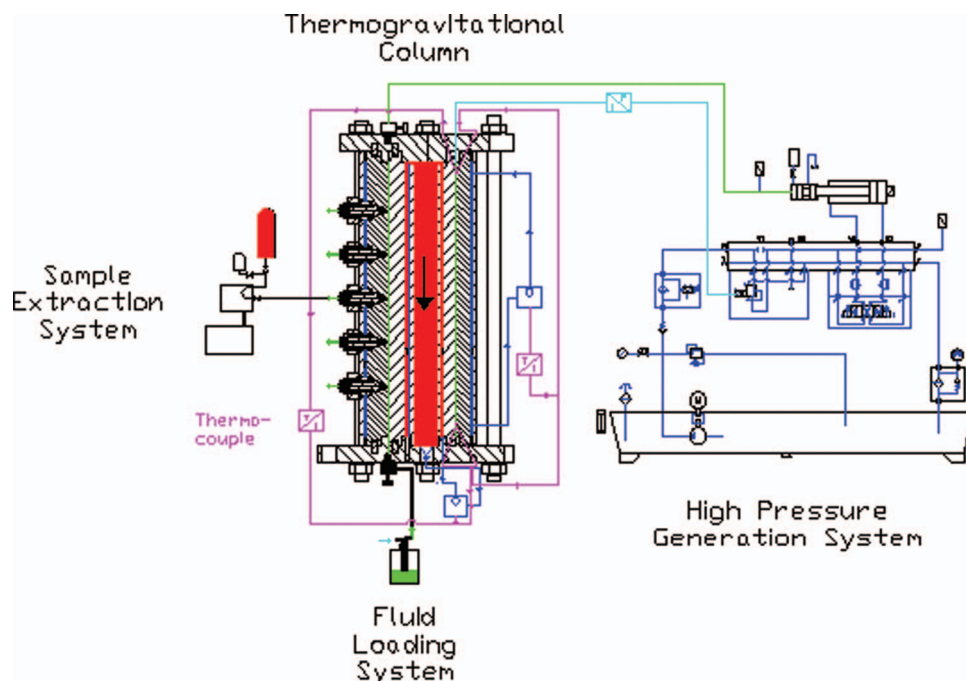 Thermogravitational
Column
Sample
Extraction
System
Thermo-
couple
High Pressure
Generation System
Fluid
Loading
System